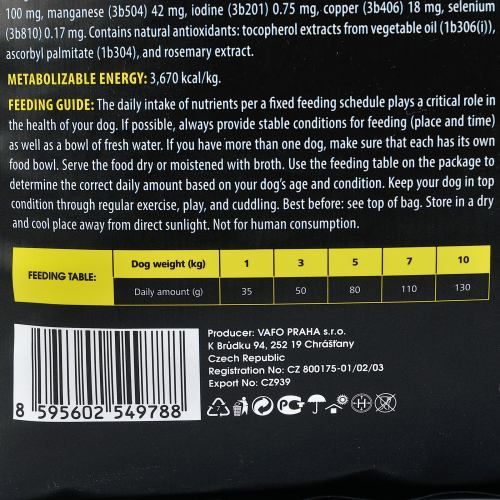 100 mg, manganese (3b504) 42 mg, iodine (3b201) 0.75 mg, copper (3b406) 18 mg, selenium
(3b810) 0.17 mg. Contains natural antioxidants: tocopherol extracts from vegetable oil (1b306(i)),
ascorbyl palmitate (1b304), and rosemary extract.
METABOLIZABLE ENERGY: 3,670 kcal/kg.
FEEDING GUIDE: The daily intake of nutrients per a fixed feeding schedule plays a critical role in
the health of your dog. If possible, always provide stable conditions for feeding (place and time)
as well as a bowl of fresh water. If you have more than one dog, make sure that each has its own
food bowl. Serve the food dry or moistened with broth. Use the feeding table on the package to
determine the correct daily amount based on your dog's age and condition. Keep your dog in top
condition through regular exercise, play, and cuddling. Best before: see top of bag. Store in a dry
and cool place away from direct sunlight. Not for human consumption.
FEEDING TABLE:
Dog weight (kg) 1 3 5 7 10
Daily amount (g) 35 50 80 110 130
Producer: VAFO PRAHA s.r.o.
K Brůdku 94, 252 19 Chrášťany
Czech Republic
Registration No: CZ 800175-01/02/03
Export No: CZ939
8 595602 549788
7 PCT H